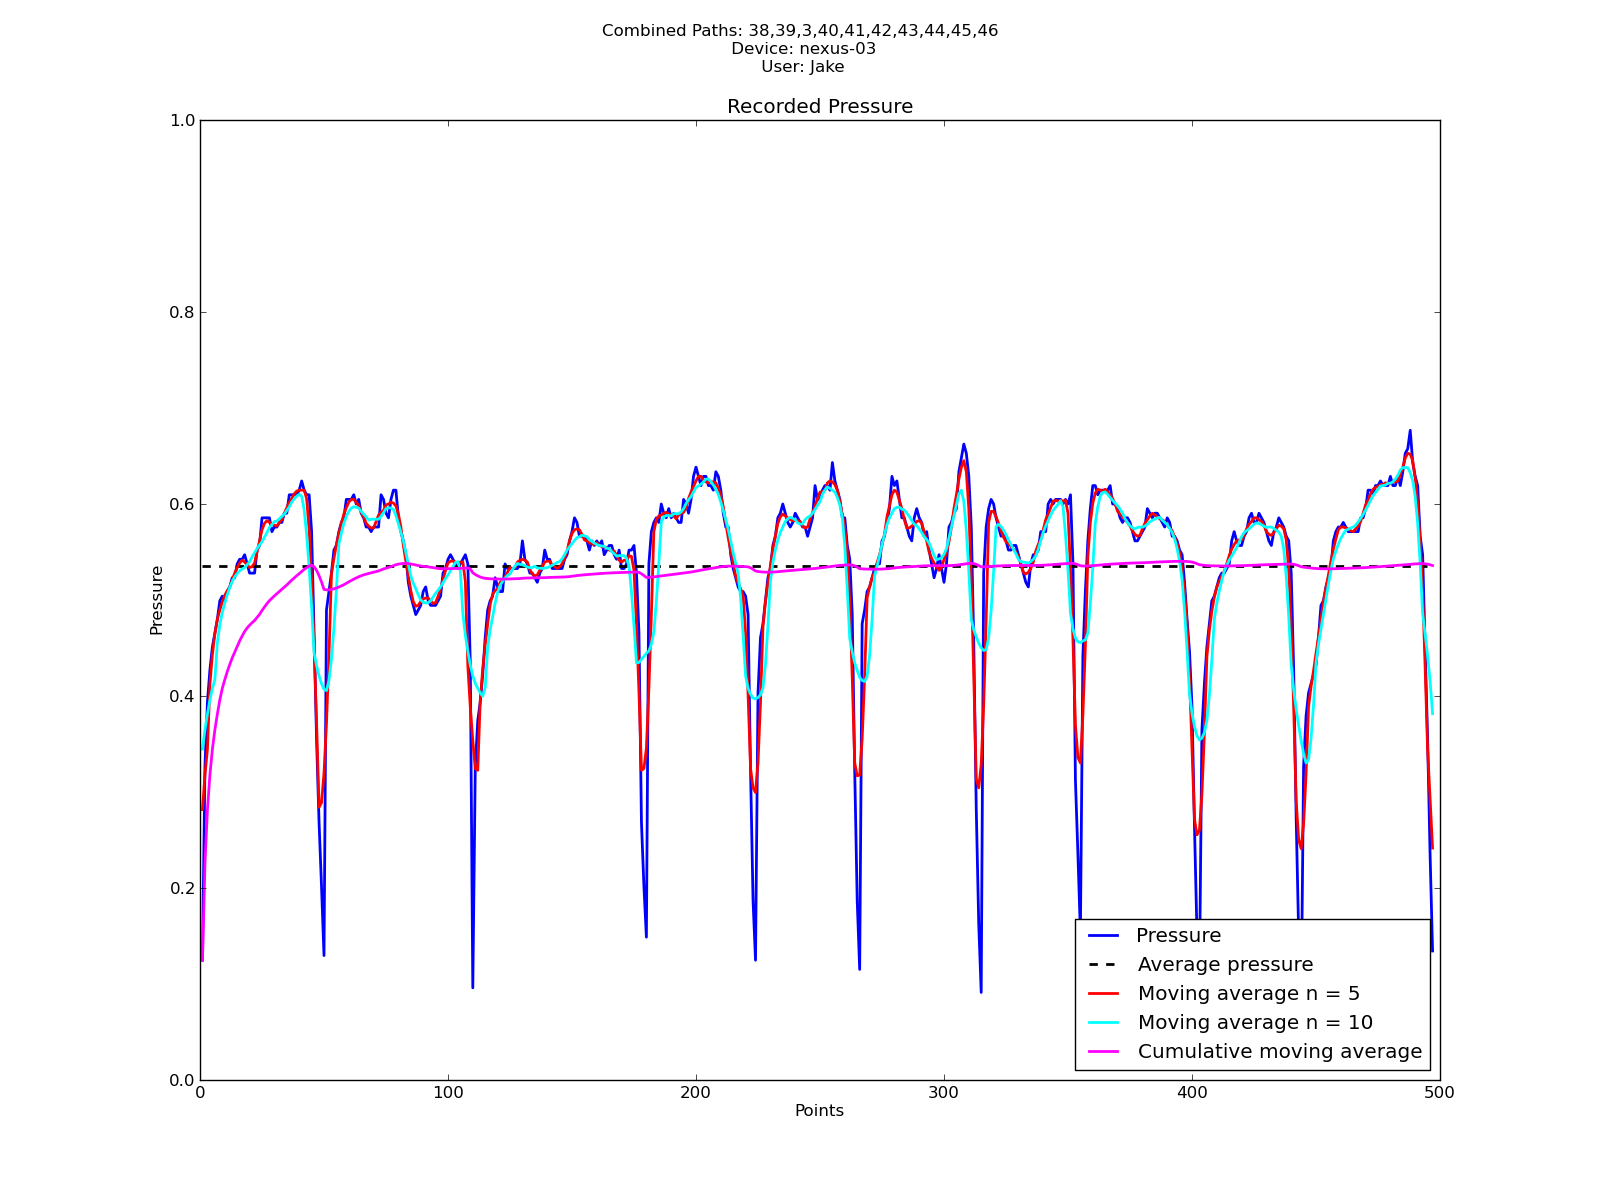 Combined Paths: 38,39,3,40,41,42,43,44,45,46
Device: nexus-03
User: Jake
Recorded Pressure
1.0
0.8
0.6
0.4
0.2
0.0
Pressure
0 100 200 300 400 500
Points
Pressure
Average pressure
Moving average n = 5
Moving average n = 10
Cumulative moving average